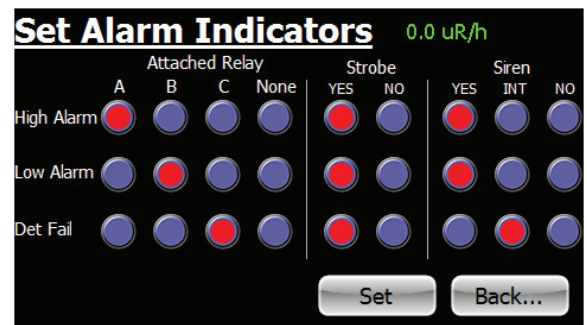 Set Alarm Indicators 0.0 uR/h
Attached Relay Strobe Siren
A B C None YES NO YES INT NO
High Alarm
Low Alarm
Det Fail
Set Back...